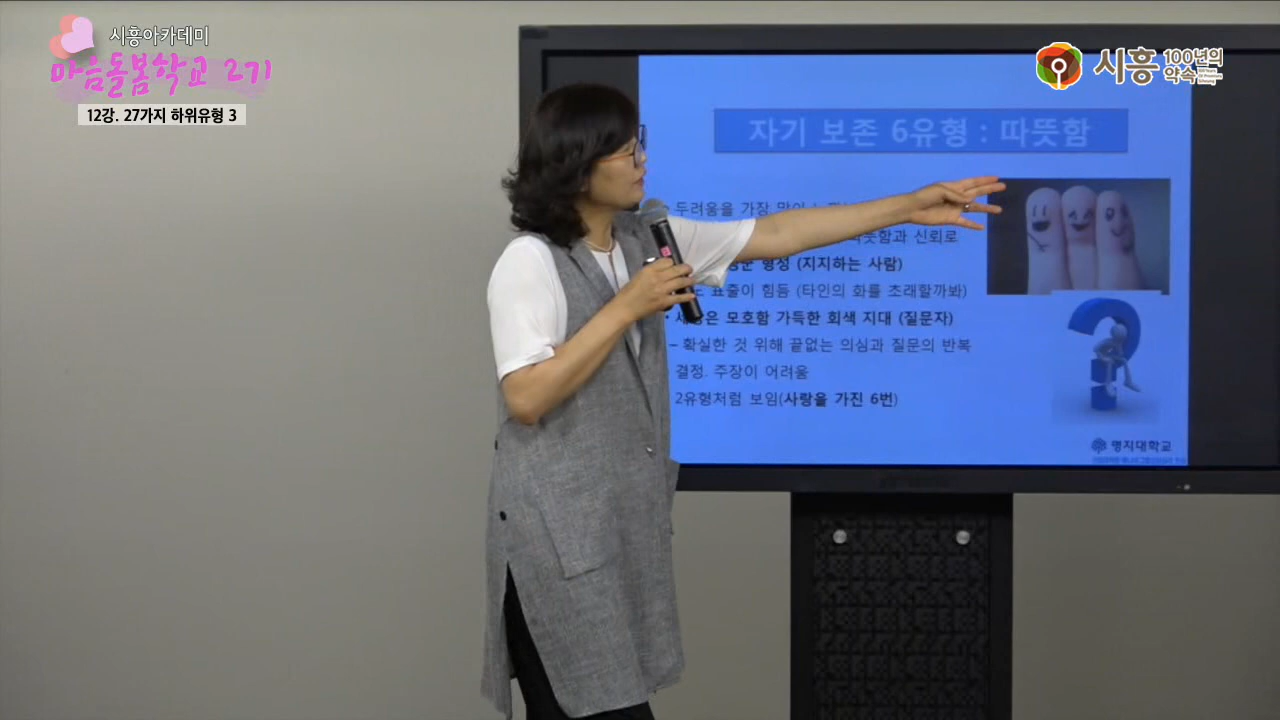 시흥아카데미
마음돌봄학교 2기
12강. 27가지 하위유형 3
시흥 100년의 약속
자기 보존 6유형 : 따뜻함
두려움을 가장 많이
따뜻함과 신뢰로
형성 (지지하는 사람)
표출이 힘듬 (타인의 화를 초래할까봐)
세상은 모호함 가득한 회색 지대 (질문자)
– 확실한 것 위해 끝없는 의심과 질문의 반복
결정. 주장이 어려움
2유형처럼 보임(사랑을 가진 6번)
명지대학교